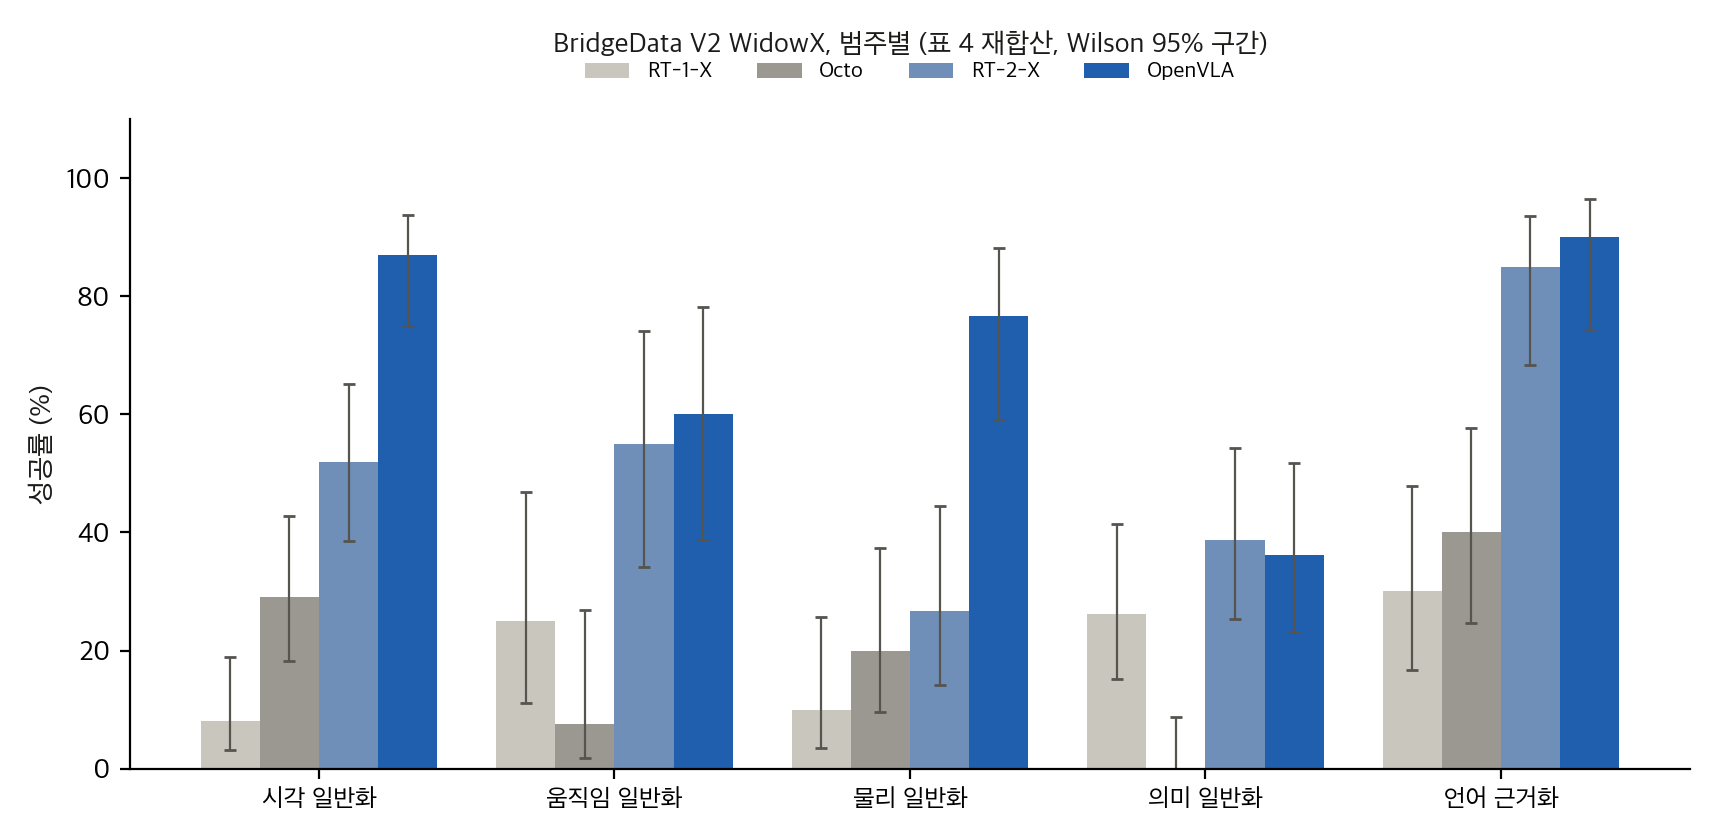 BridgeData V2 WidowX, 범주별 (표 4 재합산, Wilson 95% 구간)
RT-1-X Octo RT-2-X OpenVLA
성공률 (%)
100
80
60
40
20
0
시각 일반화 움직임 일반화 물리 일반화 의미 일반화 언어 근거화